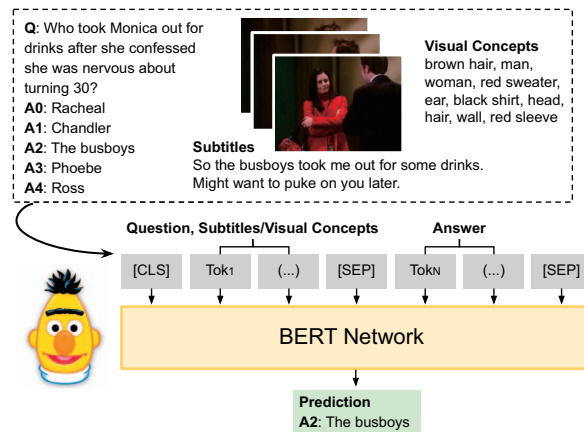 Q: Who took Monica out for
drinks after she confessed
she was nervous about
turning 30?
A0: Racheal
A1: Chandler
A2: The busboys
A3: Phoebe
A4: Ross
Visual Concepts
brown hair, man,
woman, red sweater,
ear, black shirt, head,
hair, wall, red sleeve
Subtitles
So the busboys took me out for some drinks.
Might want to puke on you later.
Question, Subtitles/Visual Concepts
Answer
[CLS] Tok1 (...) [SEP] TokN (...) [SEP]
BERT Network
Prediction
A2: The busboys